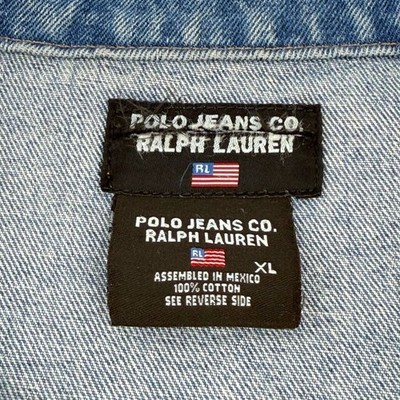 POLO JEANS CO.
RALPH LAUREN
RL
POLO JEANS CO.
RALPH LAUREN
RL
XL
ASSEMBLED IN MEXICO
100% COTTON
SEE REVERSE SIDE